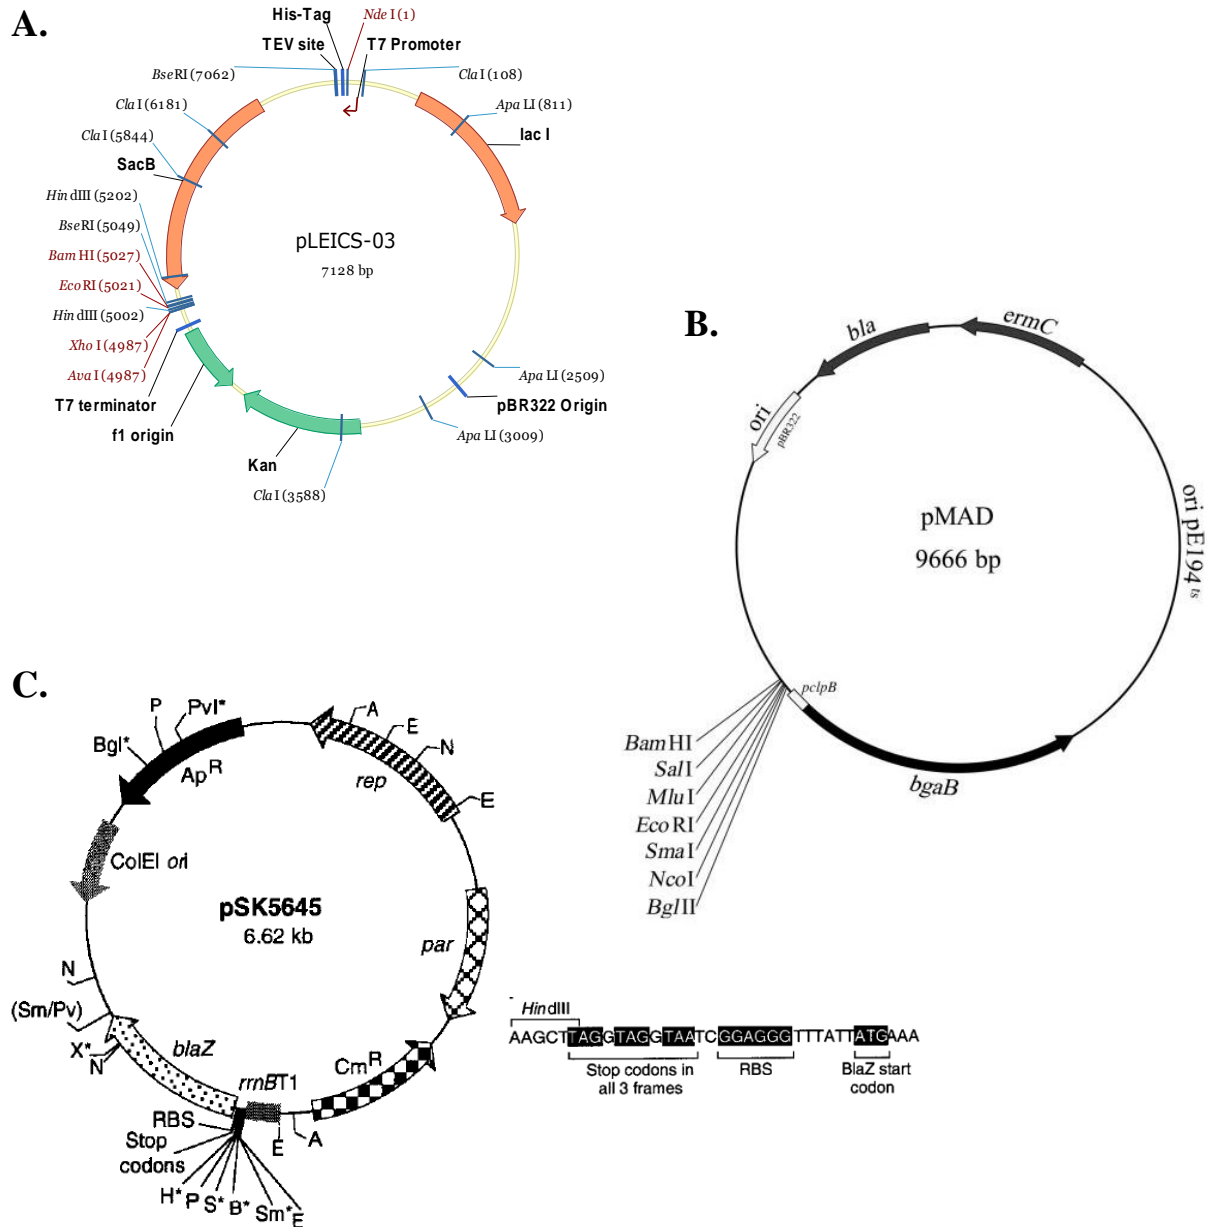 A.
His-Tag
Nde I (1)
TEV site
T7 Promoter
BseRI (7062)
Cla I (108)
Cla I (6181)
Apa LI (811)
Cla I (5844)
lac I
SacB
Hin dIII (5202)
BseRI (5049)
Bam HI (5027)
Eco RI (5021)
Hin dIII (5002)
Xho I (4987)
Ava I (4987)
T7 terminator
f1 origin
Kan
Cla I (3588)
Apa LI (3009)
pBR322 Origin
Apa LI (2509)
pLEICS-03
7128 bp
B.
bla
ermC
ori
pBR322
ori pE194ts
pMAD
9666 bp
pclpB
bgaB
BamHI
SalI
MluI
EcoRI
SmaI
NcoI
BglII
C.
P
PvI*
Bgl*
ApR
A
E
N
E
rep
ColEI ori
pSK5645
6.62 kb
par
N
(Sm/Pv)
X*
N
blaZ
rrnBT1
CmR
RBS
Stop
codons
E
A
H* P S* B* Sm* E
HindIII
AAGCTTAGGTAGGTAATCGGAGGGTTTATTATGAAA
Stop codons in
all 3 frames
RBS
BlaZ start
codon